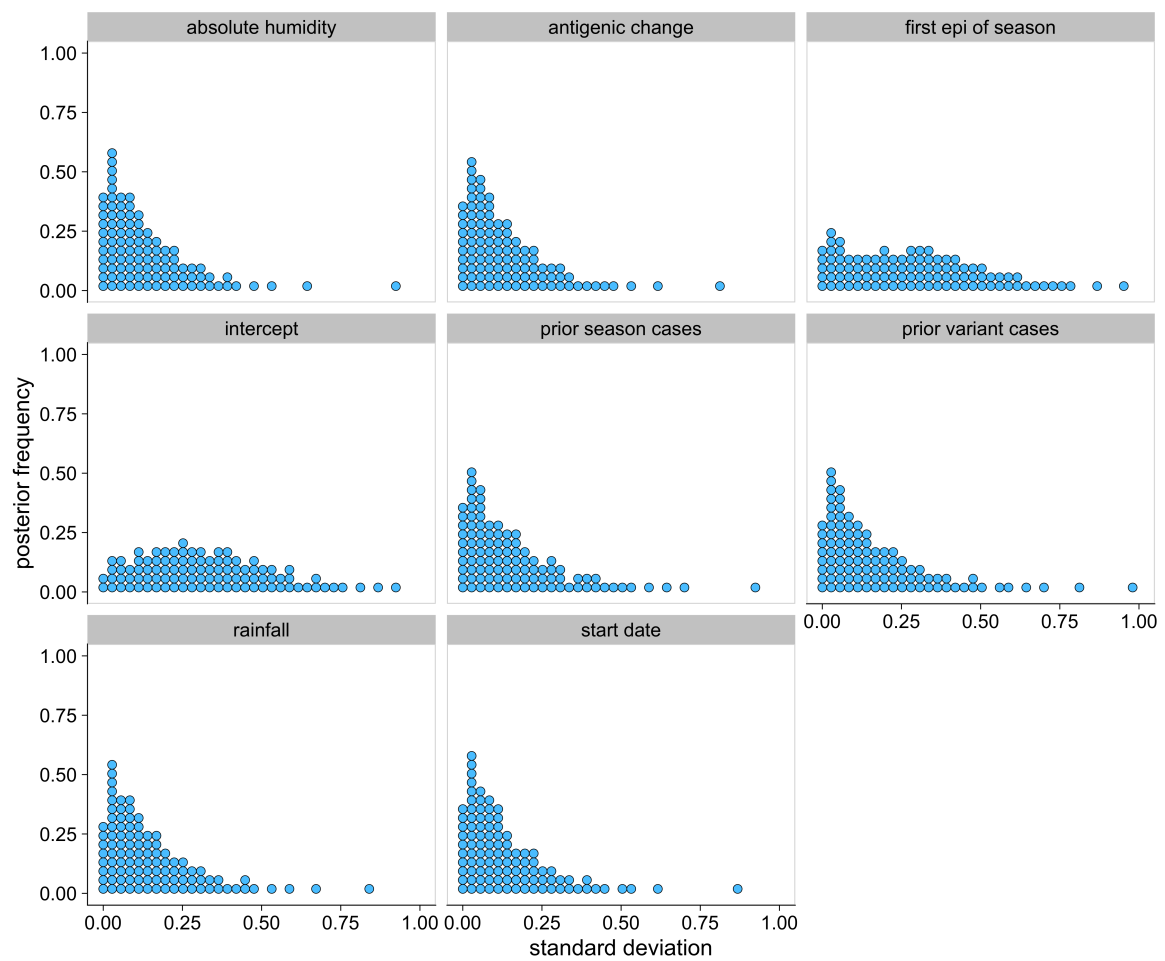 absolute humidity
antigenic change
first epi of season
1.00
0.75
0.50
0.25
0.00
intercept
prior season cases
prior variant cases
1.00
0.75
0.50
0.25
0.00
0.00 0.25 0.50 0.75 1.00
rainfall
start date
1.00
0.75
0.50
0.25
0.00
0.00 0.25 0.50 0.75 1.00
0.00 0.25 0.50 0.75 1.00
posterior frequency
standard deviation